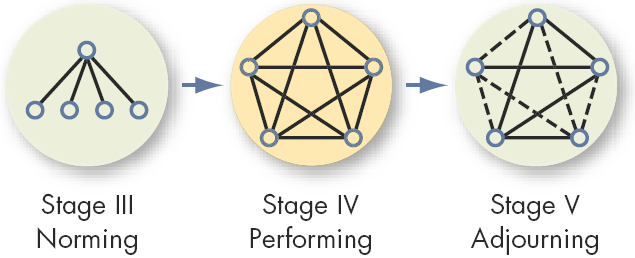 Stage III
Norming
Stage IV
Performing
Stage V
Adjourning